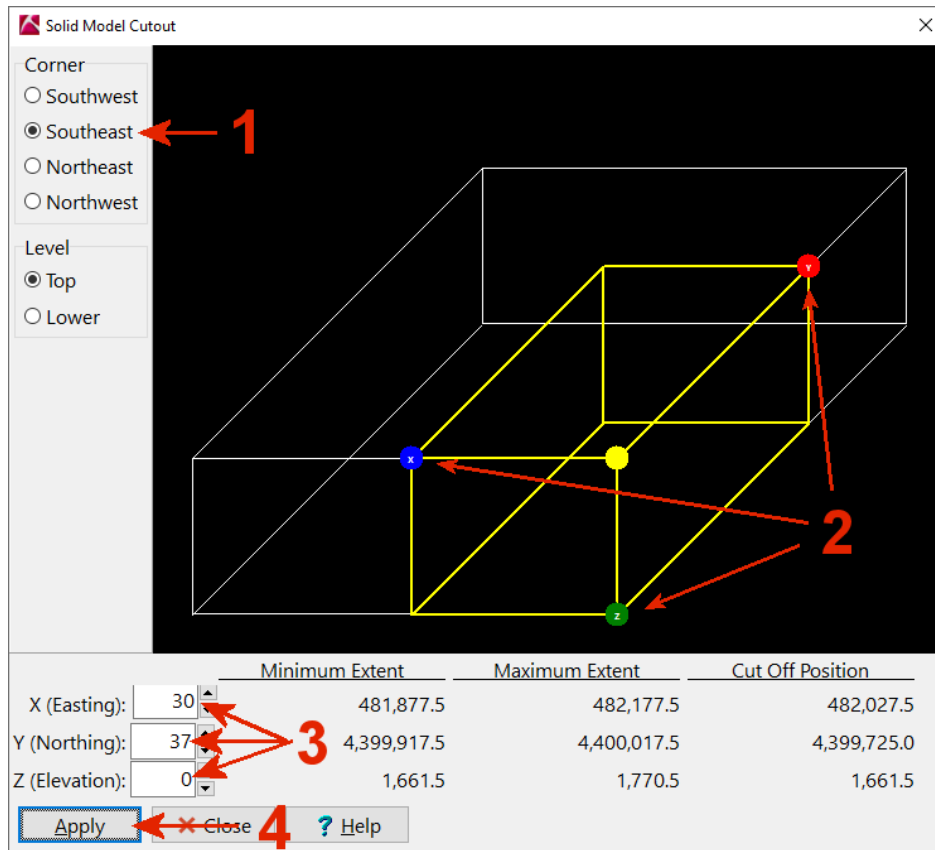 Solid Model Cutout
Corner
Southwest
Southeast
1
Northeast
Northwest
Level
Top
Lower
Y
X
2
Z
Minimum Extent Maximum Extent Cut Off Position
X (Easting): 30 481,877.5 482,177.5 482,027.5
Y (Northing): 37 3 4,399,917.5 4,400,017.5 4,399,725.0
Z (Elevation): 0 1,661.5 1,770.5 1,661.5
Apply 4 Close ? Help